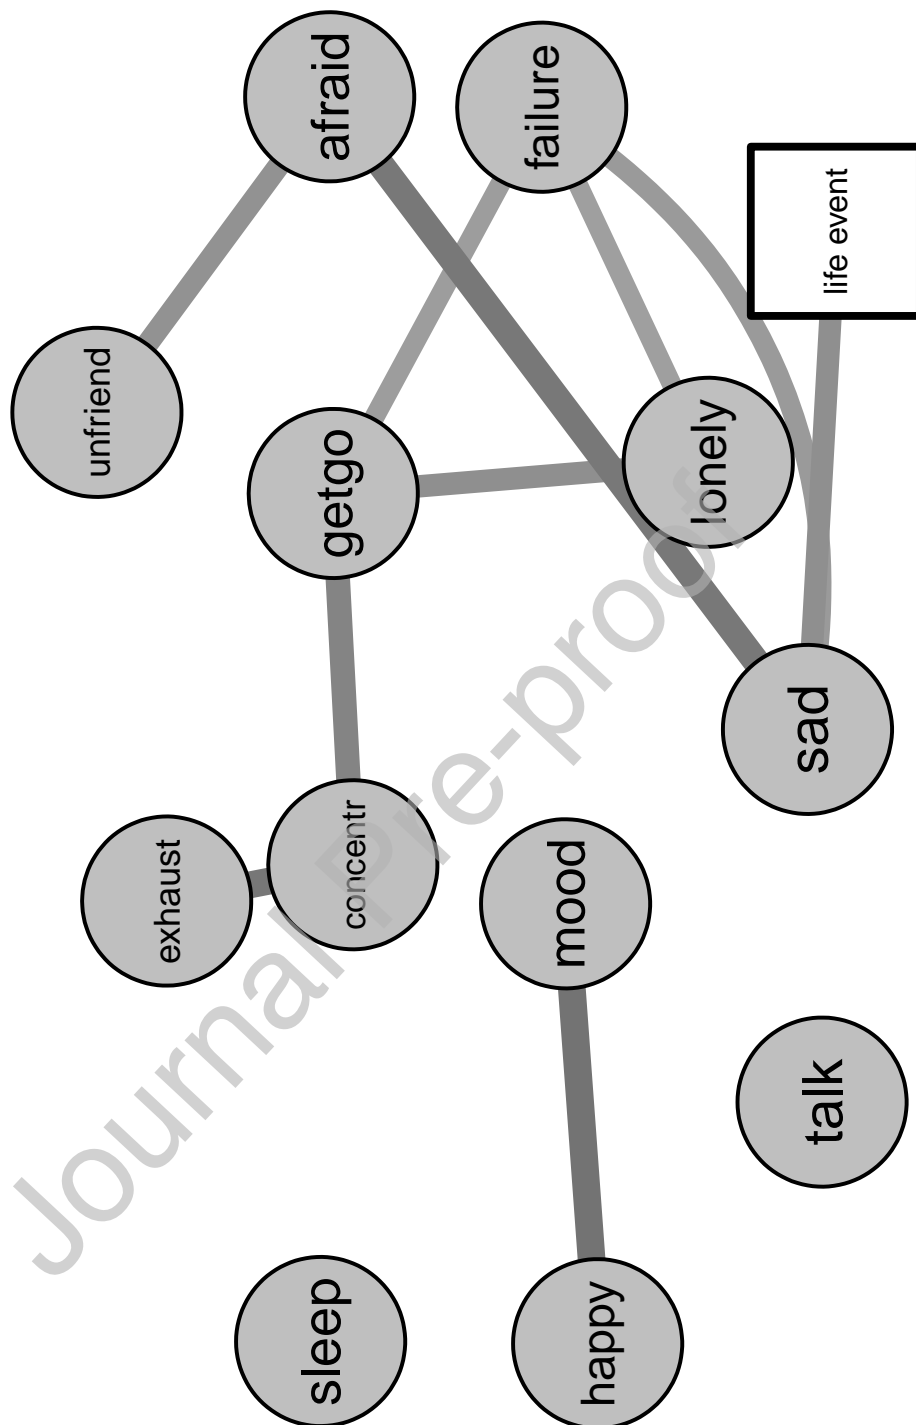 afraid
failure
life event
unfriend
getgo
lonely
sad
exhaust
concentr
mood
talk
sleep
happy
Journal Pre-proof